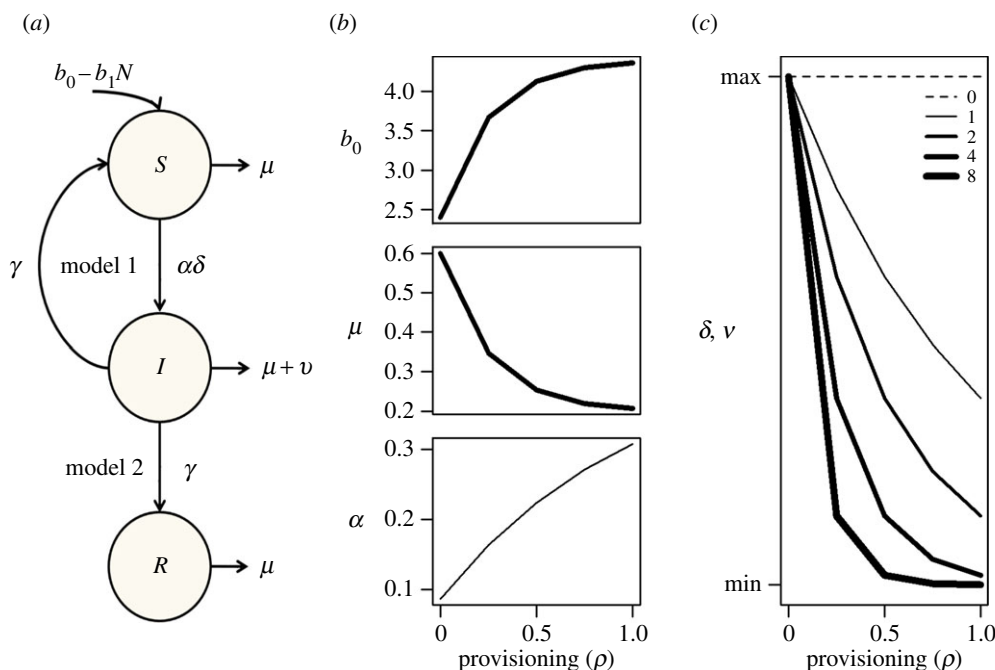 (a)
b₀ – b₁N
S
μ
γ
model 1
αδ
I
μ + υ
model 2
γ
R
μ
(b)
b₀
4.0
3.5
3.0
2.5
μ
0.6
0.5
0.4
0.3
0.2
α
0.3
0.2
0.1
0
0.5
1.0
provisioning (ρ)
(c)
δ, ν
max
min
0
1
2
4
8
0
0.5
1.0
provisioning (ρ)